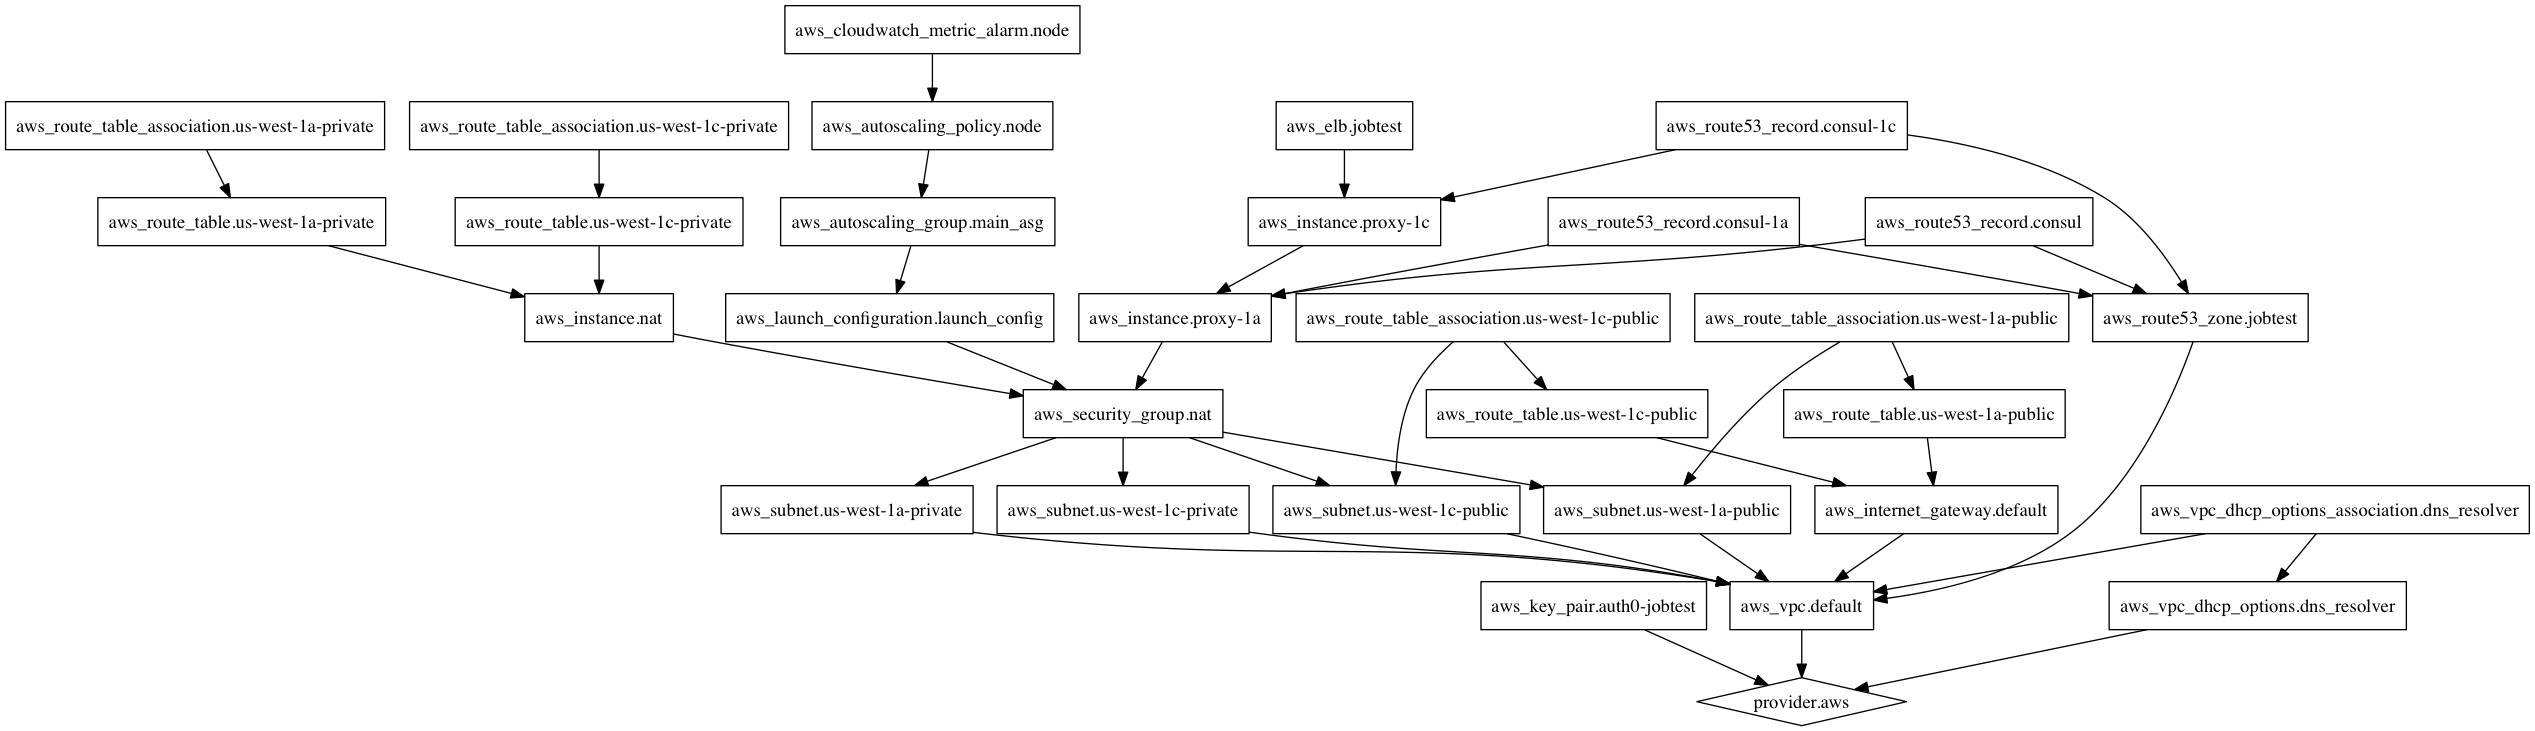 aws_cloudwatch_metric_alarm.node
aws_route_table_association.us-west-1a-private
aws_route_table_association.us-west-1c-private
aws_autoscaling_policy.node
aws_elb.jobtest
aws_route53_record.consul-1c
aws_route_table.us-west-1a-private
aws_route_table.us-west-1c-private
aws_autoscaling_group.main_asg
aws_instance.proxy-1c
aws_route53_record.consul-1a
aws_route53_record.consul
aws_instance.nat
aws_launch_configuration.launch_config
aws_instance.proxy-1a
aws_route_table_association.us-west-1c-public
aws_route_table_association.us-west-1a-public
aws_route53_zone.jobtest
aws_security_group.nat
aws_route_table.us-west-1c-public
aws_route_table.us-west-1a-public
aws_subnet.us-west-1a-private
aws_subnet.us-west-1c-private
aws_subnet.us-west-1c-public
aws_subnet.us-west-1a-public
aws_internet_gateway.default
aws_vpc_dhcp_options_association.dns_resolver
aws_key_pair.auth0-jobtest
aws_vpc.default
aws_vpc_dhcp_options.dns_resolver
provider.aws